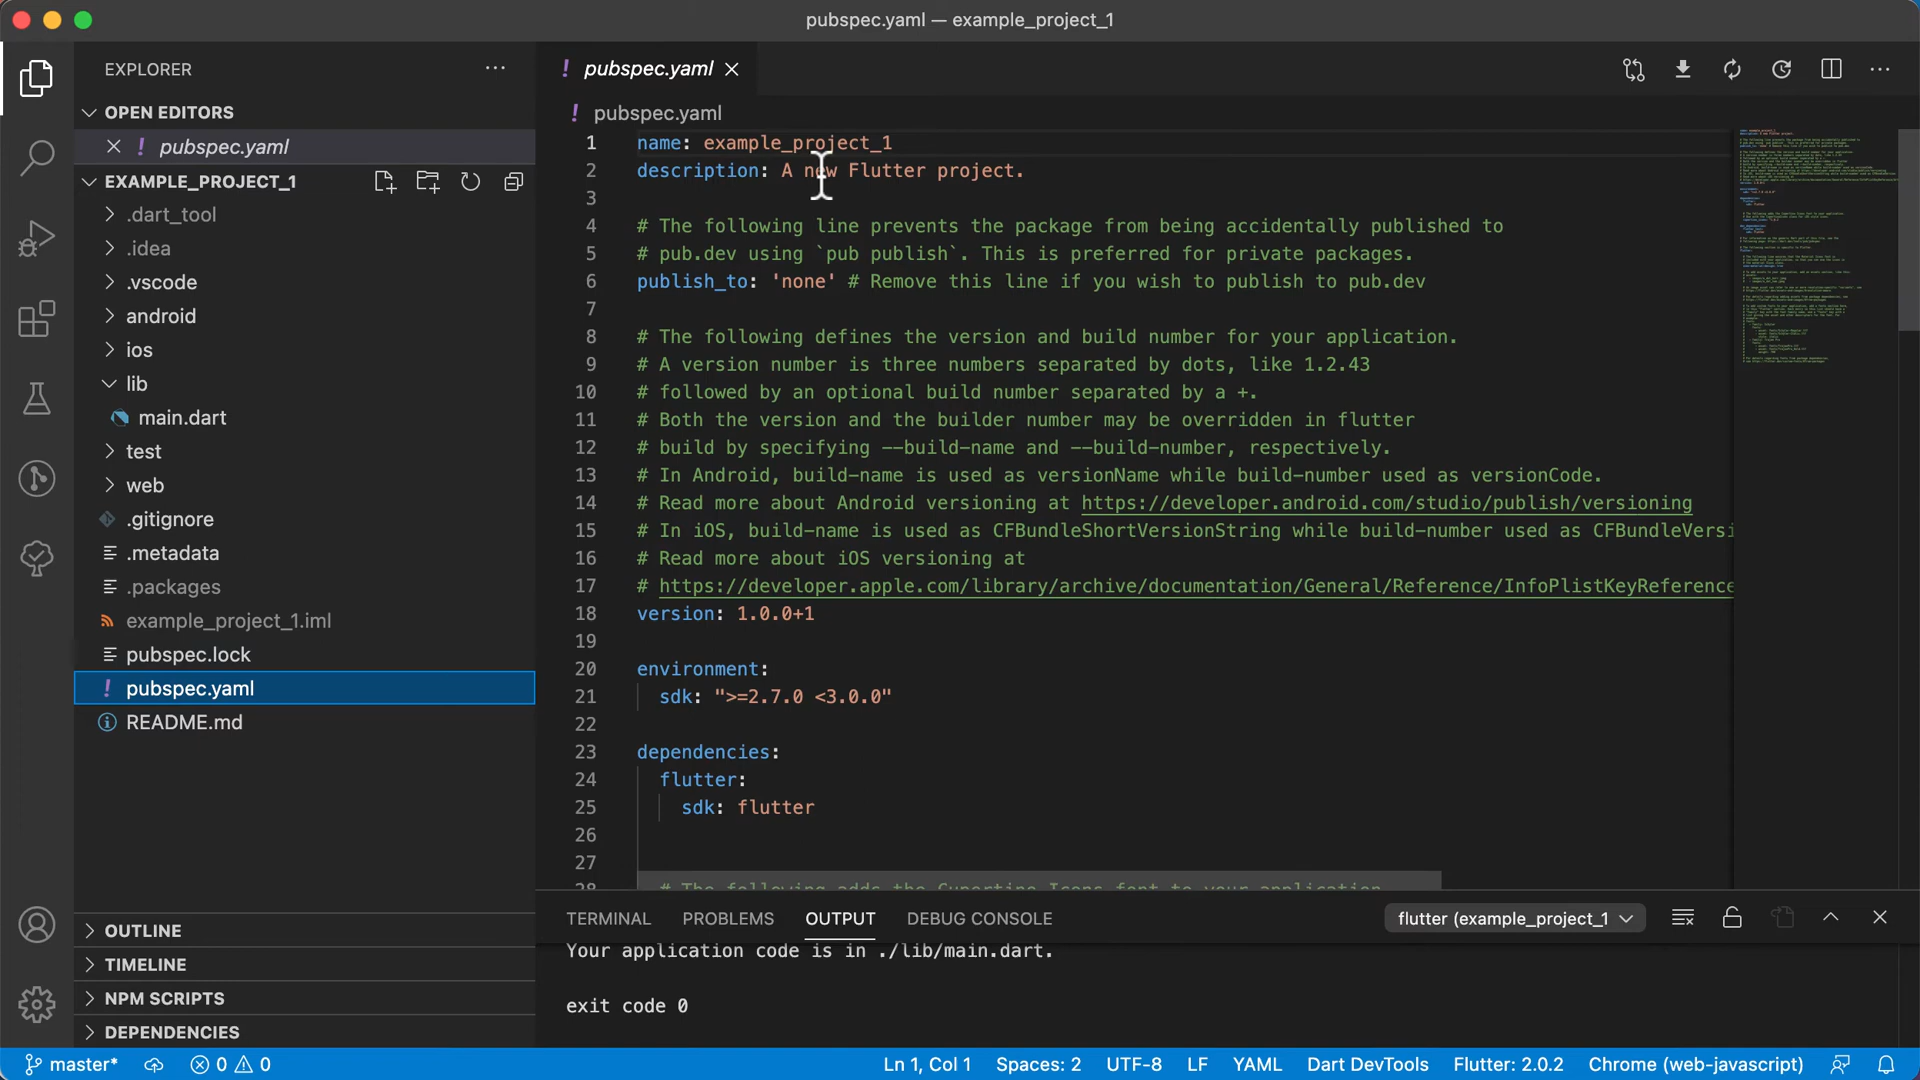 pubspec.yaml — example_project_1
EXPLORER
OPEN EDITORS
! pubspec.yaml
EXAMPLE_PROJECT_1
.dart_tool
.idea
.vscode
android
ios
lib
main.dart
test
web
.gitignore
.metadata
.packages
example_project_1.iml
pubspec.lock
! pubspec.yaml
README.md
OUTLINE
TIMELINE
NPM SCRIPTS
DEPENDENCIES
! pubspec.yaml
! pubspec.yaml
1 name: example_project_1
2 description: A new Flutter project.
3
4 # The following line prevents the package from being accidentally published to
5 # pub.dev using `pub publish`. This is preferred for private packages.
6 publish_to: 'none' # Remove this line if you wish to publish to pub.dev
7
8 # The following defines the version and build number for your application.
9 # A version number is three numbers separated by dots, like 1.2.43
10 # followed by an optional build number separated by a +.
11 # Both the version and the builder number may be overridden in flutter
12 # build by specifying --build-name and --build-number, respectively.
13 # In Android, build-name is used as versionName while build-number used as versionCode.
14 # Read more about Android versioning at https://developer.android.com/studio/publish/versioning
15 # In iOS, build-name is used as CFBundleShortVersionString while build-number used as CFBundleVersi
16 # Read more about iOS versioning at
17 # https://developer.apple.com/library/archive/documentation/General/Reference/InfoPlistKeyReference
18 version: 1.0.0+1
19
20 environment:
21 sdk: ">=2.7.0 <3.0.0"
22
23 dependencies:
24 flutter:
25 sdk: flutter
26
27
28 # The following adds the Cupertino Icons font to your application
TERMINAL PROBLEMS OUTPUT DEBUG CONSOLE flutter (example_project_1
Your application code is in ./lib/main.dart.
exit code 0
master* 0 0 Ln 1, Col 1 Spaces: 2 UTF-8 LF YAML Dart DevTools Flutter: 2.0.2 Chrome (web-javascript)